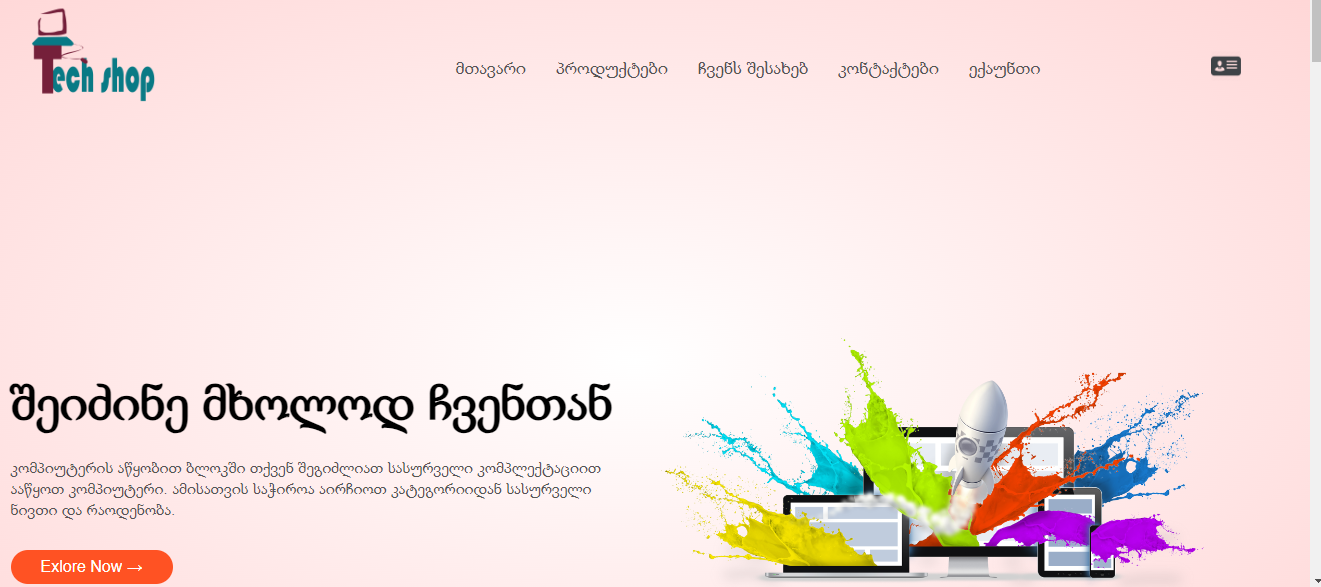 Tech shop
მთავარი პროდუქტები ჩვენს შესახებ კონტაქტები ექაუნთი
შეიძინე მხოლოდ ჩვენთან
კომპიუტერის აწყობით ბლოკში თქვენ შეგიძლიათ სასურველი კომპლექტაციით
ააწყოთ კომპიუტერი. ამისათვის საჭიროა აირჩიოთ კატეგორიიდან სასურველი
ნივთი და რაოდენობა.
Exlore Now →